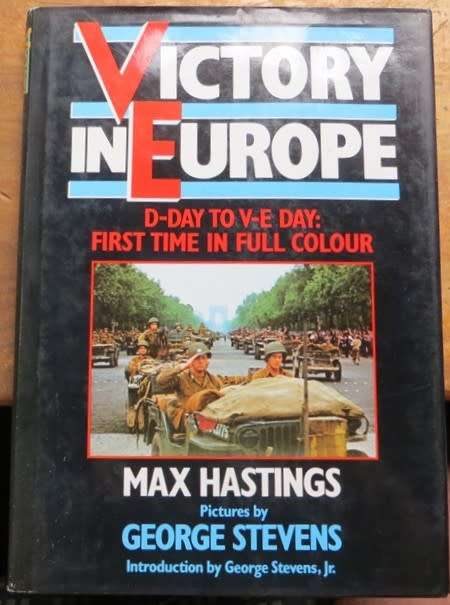 VICTORY
IN EUROPE
D-DAY TO V-E DAY:
FIRST TIME IN FULL COLOUR
MAX HASTINGS
Pictures by
GEORGE STEVENS
Introduction by George Stevens, Jr.